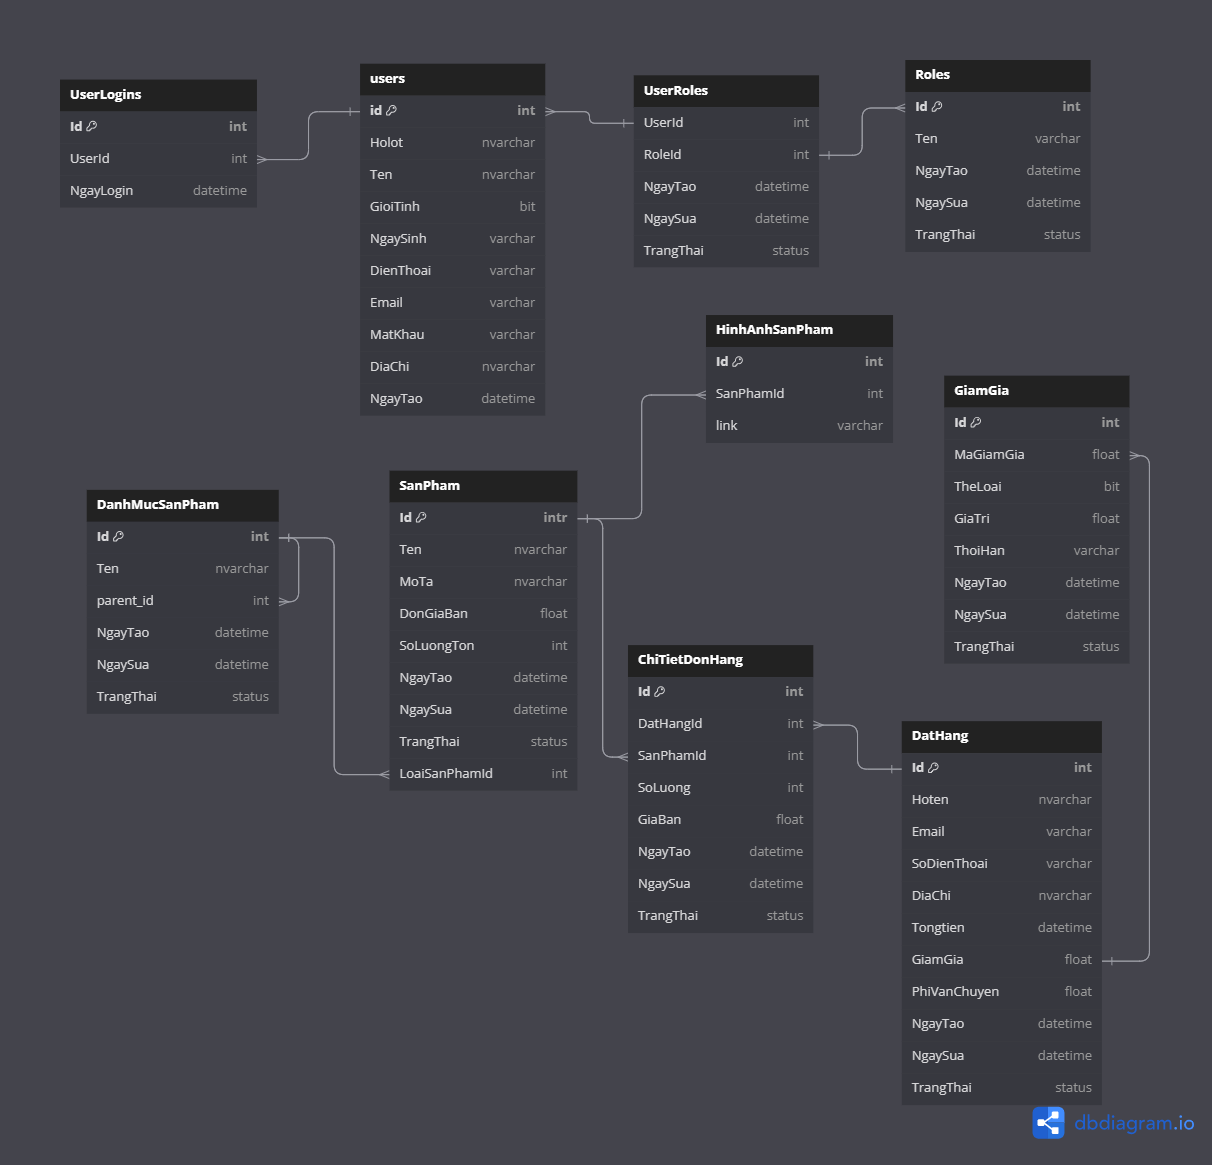 UserLogins
Id int
UserId int
NgayLogin datetime
users
id int
Holot nvarchar
Ten nvarchar
GioiTinh bit
NgaySinh varchar
DienThoai varchar
Email varchar
MatKhau varchar
DiaChi nvarchar
NgayTao datetime
UserRoles
UserId int
RoleId int
NgayTao datetime
NgaySua datetime
TrangThai status
Roles
Id int
Ten varchar
NgayTao datetime
NgaySua datetime
TrangThai status
HinhAnhSanPham
Id int
SanPhamId int
link varchar
GiamGia
Id int
MaGiamGia float
TheLoai bit
GiaTri float
ThoiHan varchar
NgayTao datetime
NgaySua datetime
TrangThai status
DanhMucSanPham
Id int
Ten nvarchar
parent_id int
NgayTao datetime
NgaySua datetime
TrangThai status
SanPham
Id intr
Ten nvarchar
MoTa nvarchar
DonGiaBan float
SoLuongTon int
NgayTao datetime
NgaySua datetime
TrangThai status
LoaiSanPhamId int
ChiTietDonHang
Id int
DatHangId int
SanPhamId int
SoLuong int
GiaBan float
NgayTao datetime
NgaySua datetime
TrangThai status
DatHang
Id int
Hoten nvarchar
Email varchar
SoDienThoai varchar
DiaChi nvarchar
Tongtien datetime
GiamGia float
PhiVanChuyen float
NgayTao datetime
NgaySua datetime
TrangThai status
dbdiagram.io